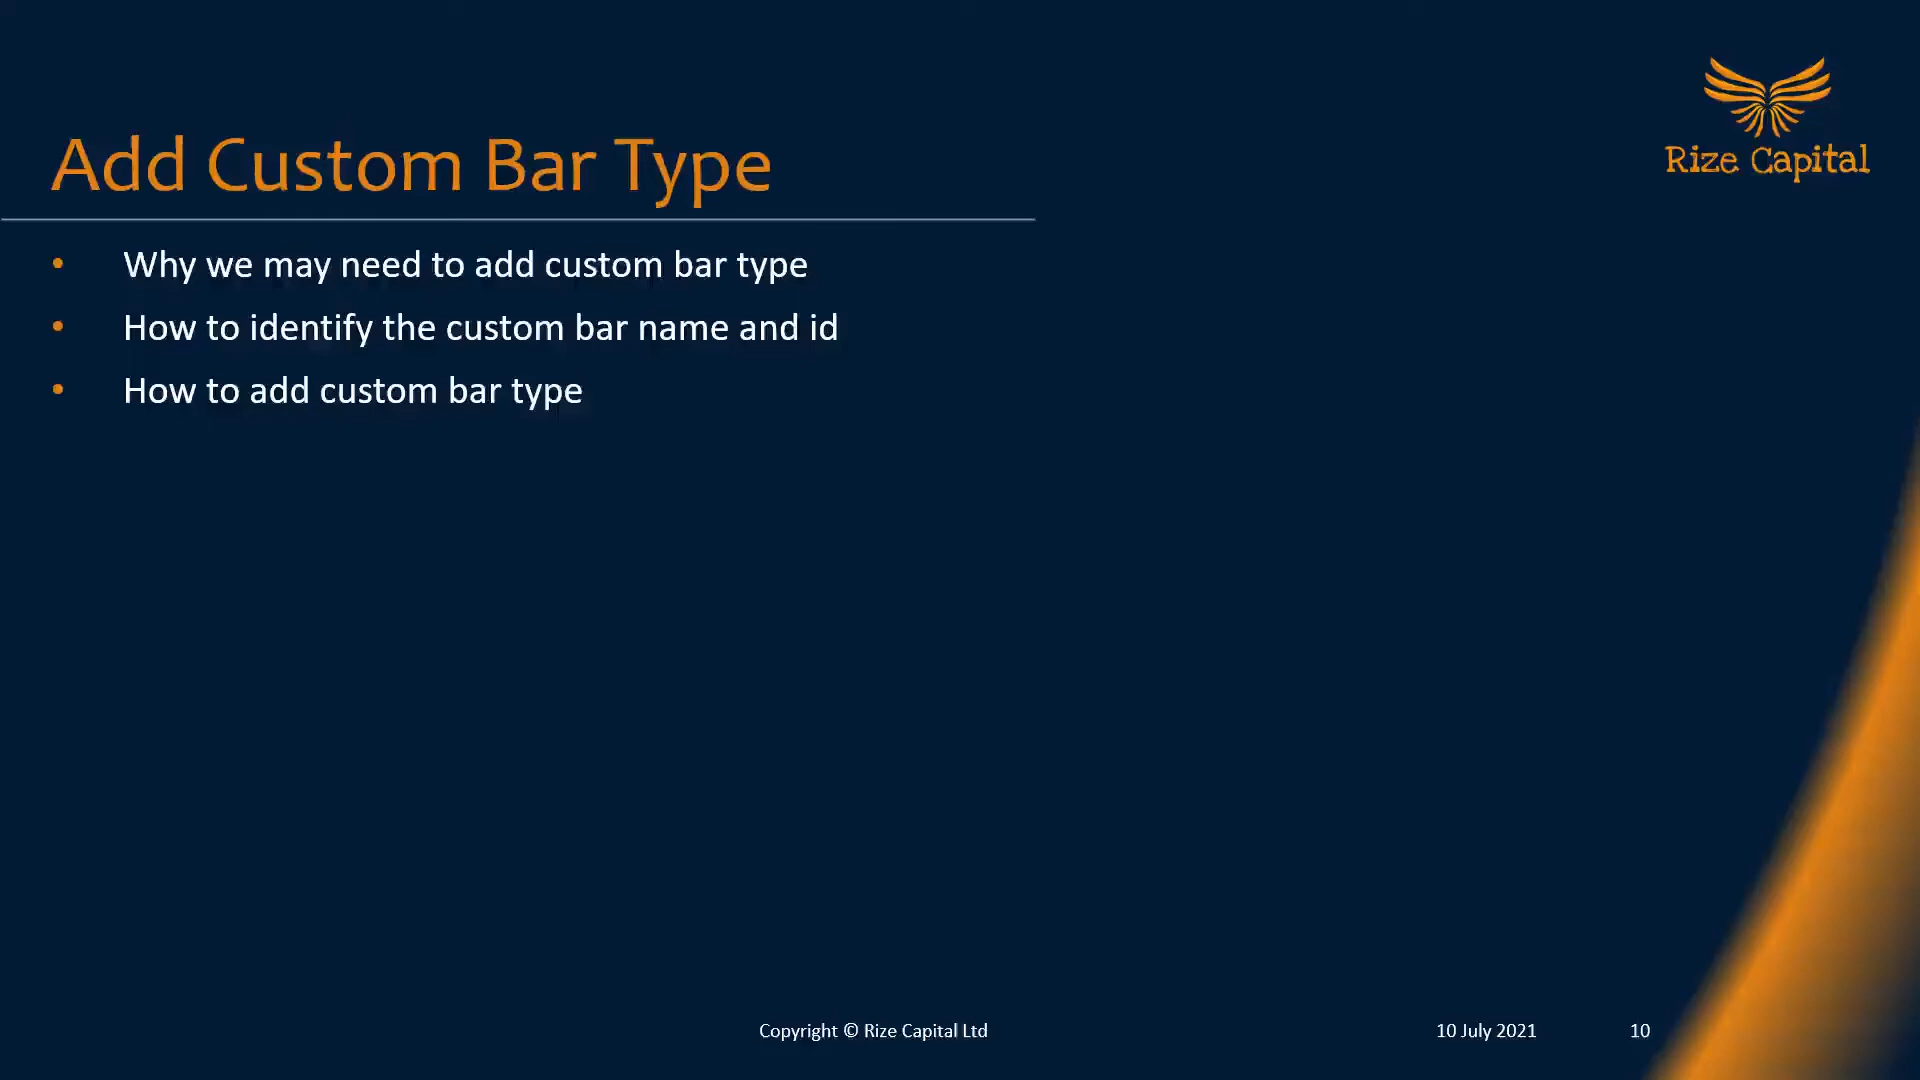 Rize Capital
Add Custom Bar Type
• Why we may need to add custom bar type
• How to identify the custom bar name and id
• How to add custom bar type
Copyright © Rize Capital Ltd
10 July 2021
10